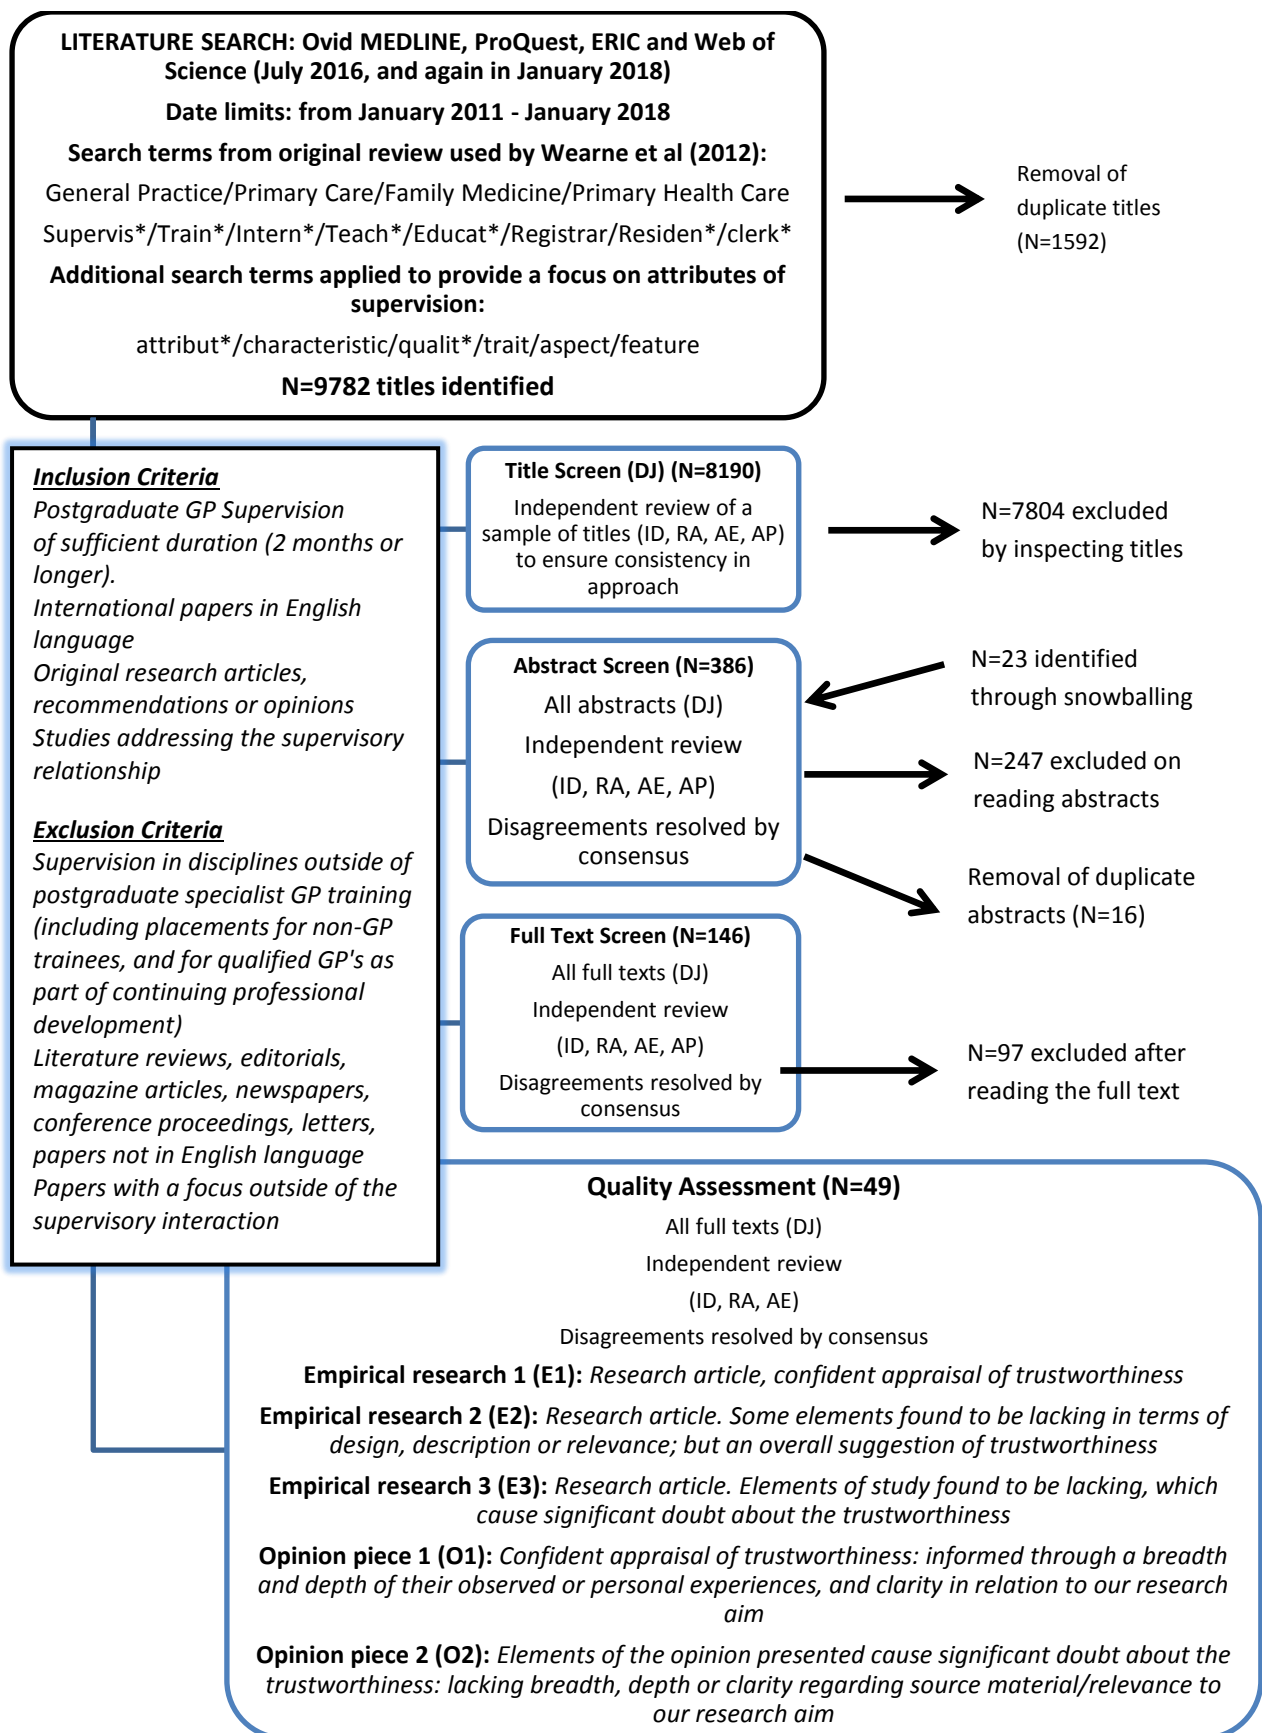 LITERATURE SEARCH: Ovid MEDLINE, ProQuest, ERIC and Web of
Science (July 2016, and again in January 2018)
Date limits: from January 2011 - January 2018
Search terms from original review used by Wearne et al (2012):
General Practice/Primary Care/Family Medicine/Primary Health Care
Supervis*/Train*/Intern*/Teach*/Educat*/Registrar/Residen*/clerk*
Additional search terms applied to provide a focus on attributes of
supervision:
attribut*/characteristic/qualit*/trait/aspect/feature
N=9782 titles identified
Removal of
duplicate titles
(N=1592)
Inclusion Criteria
Postgraduate GP Supervision
of sufficient duration (2 months or
longer).
International papers in English
language
Original research articles,
recommendations or opinions
Studies addressing the supervisory
relationship
Exclusion Criteria
Supervision in disciplines outside of
postgraduate specialist GP training
(including placements for non-GP
trainees, and for qualified GP's as
part of continuing professional
development)
Literature reviews, editorials,
magazine articles, newspapers,
conference proceedings, letters,
papers not in English language
Papers with a focus outside of the
supervisory interaction
Title Screen (DJ) (N=8190)
Independent review of a
sample of titles (ID, RA, AE, AP)
to ensure consistency in
approach
N=7804 excluded
by inspecting titles
Abstract Screen (N=386)
All abstracts (DJ)
Independent review
(ID, RA, AE, AP)
Disagreements resolved by
consensus
N=23 identified
through snowballing
N=247 excluded on
reading abstracts
Removal of duplicate
abstracts (N=16)
Full Text Screen (N=146)
All full texts (DJ)
Independent review
(ID, RA, AE, AP)
Disagreements resolved by
consensus
N=97 excluded after
reading the full text
Quality Assessment (N=49)
All full texts (DJ)
Independent review
(ID, RA, AE)
Disagreements resolved by consensus
Empirical research 1 (E1): Research article, confident appraisal of trustworthiness
Empirical research 2 (E2): Research article. Some elements found to be lacking in terms of
design, description or relevance; but an overall suggestion of trustworthiness
Empirical research 3 (E3): Research article. Elements of study found to be lacking, which
cause significant doubt about the trustworthiness
Opinion piece 1 (O1): Confident appraisal of trustworthiness: informed through a breadth
and depth of their observed or personal experiences, and clarity in relation to our research
aim
Opinion piece 2 (O2): Elements of the opinion presented cause significant doubt about the
trustworthiness: lacking breadth, depth or clarity regarding source material/relevance to
our research aim